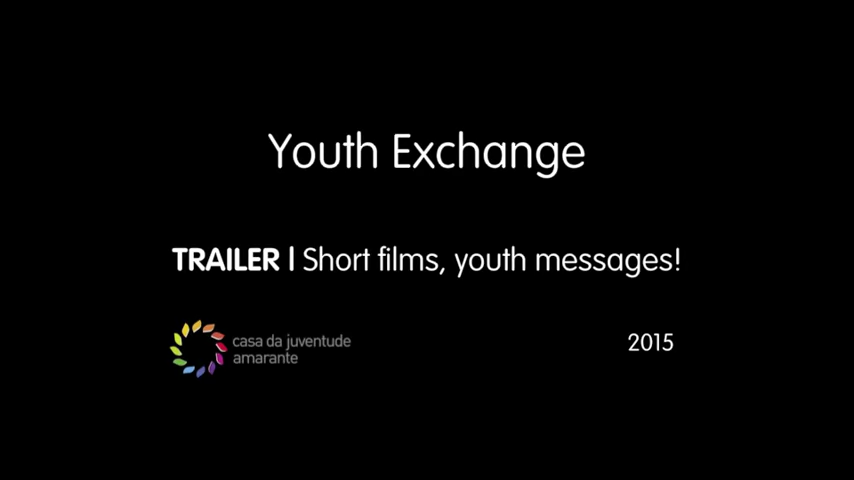 Youth Exchange
TRAILER | Short films, youth messages!
casa da juventude
amarante
2015